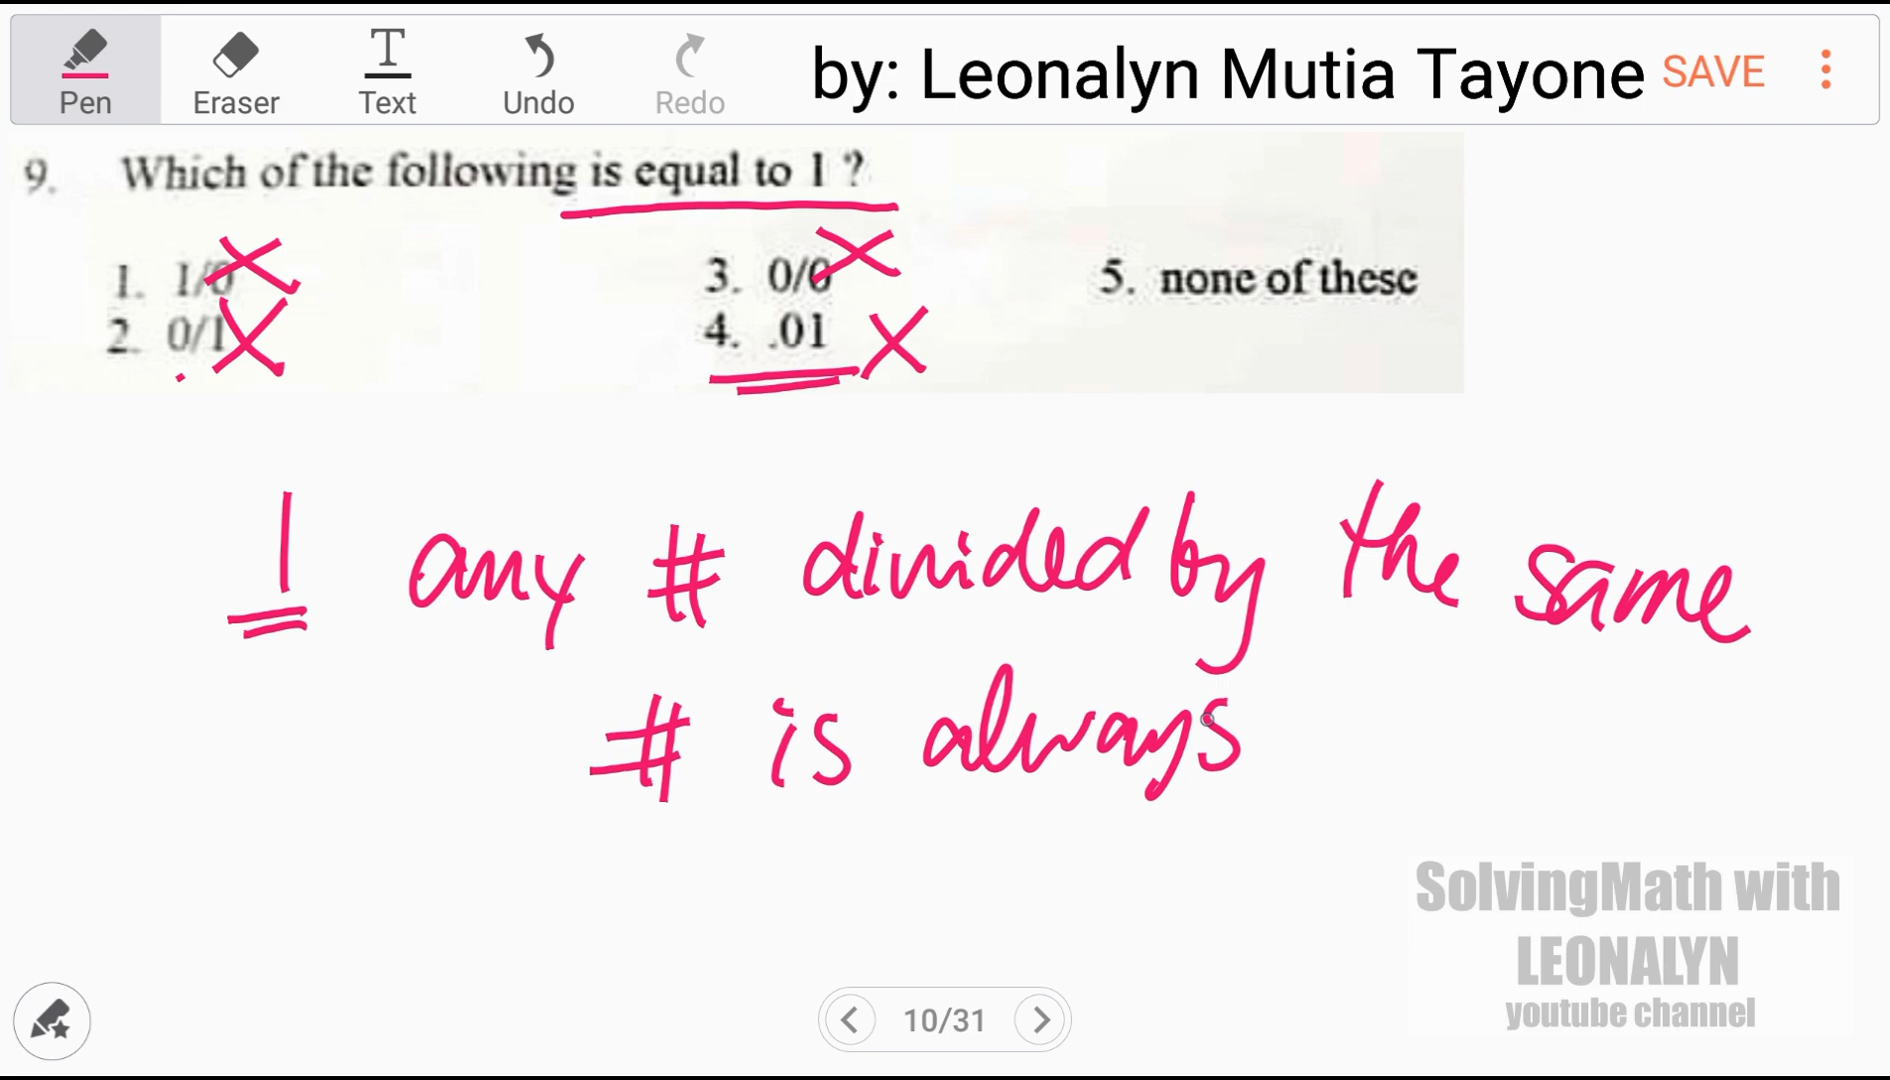 Pen
Eraser
T
Text
Undo
Redo
by: Leonalyn Mutia Tayone
SAVE
9. Which of the following is equal to 1 ?
1. 1/0
2. 0/1
3. 0/0
4. .01
5. none of these
1 any # divided by the same
# is always
SolvingMath with
LEONALYN
youtube channel
10/31